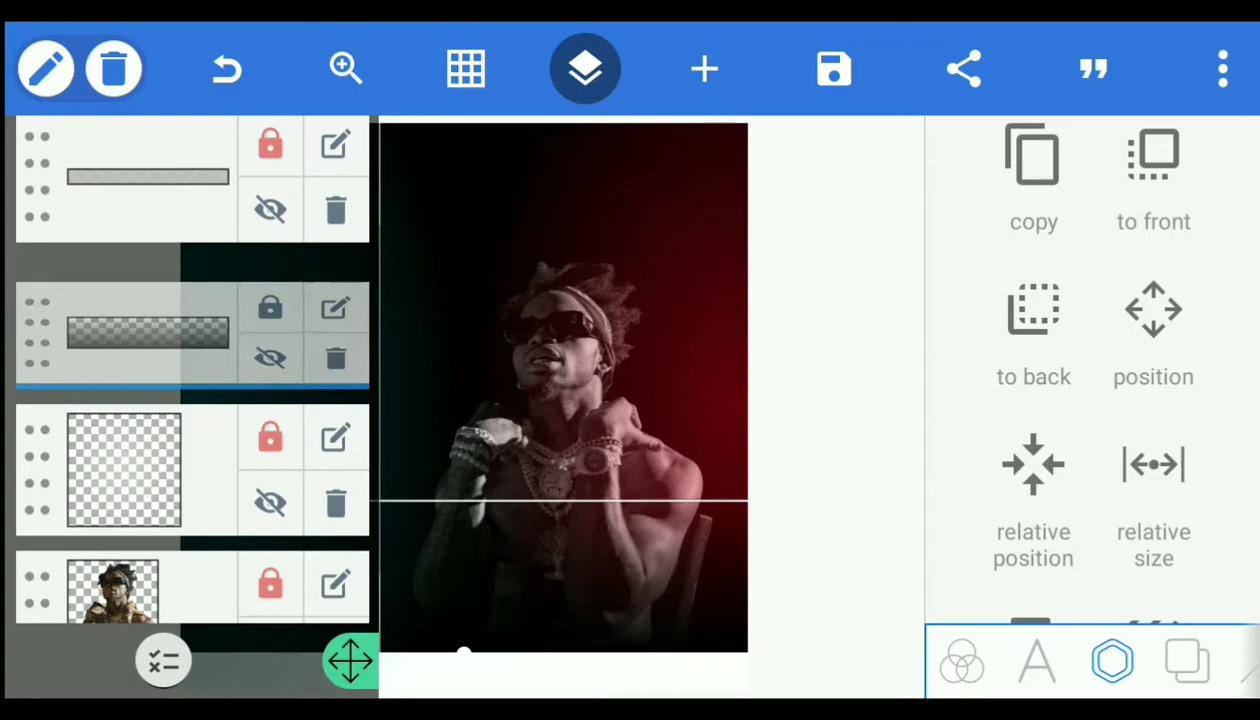 copy
to front
to back
position
relative
position
relative
size